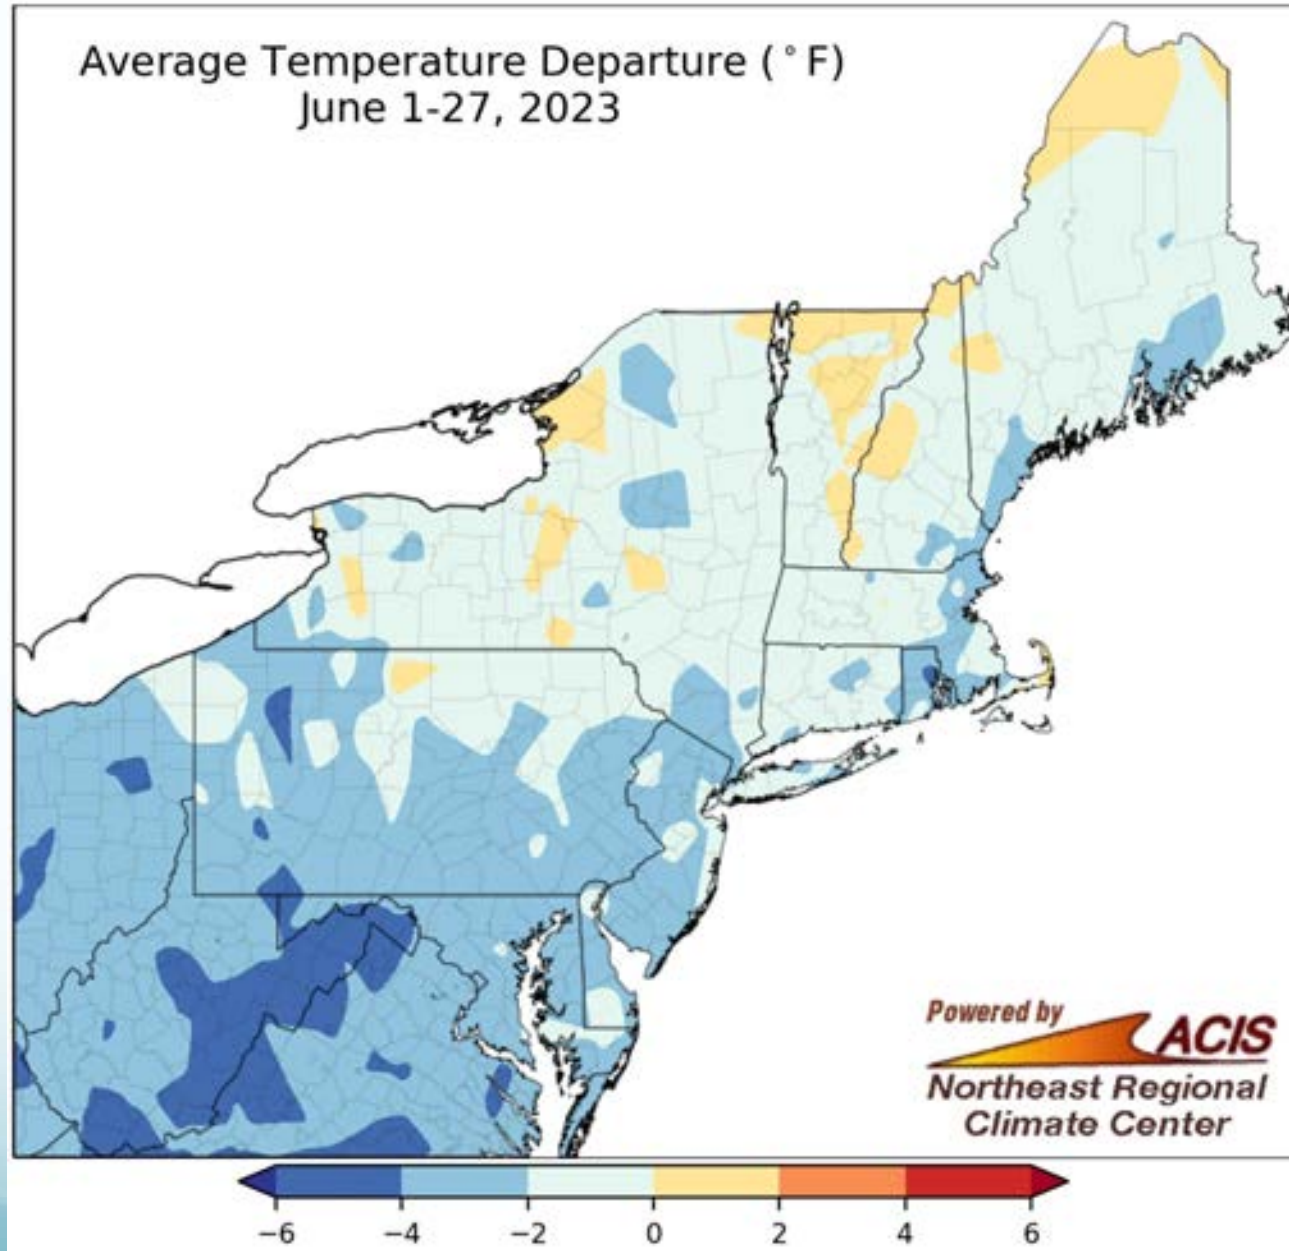 Average Temperature Departure (°F)
June 1-27, 2023
Powered by
ACIS
Northeast Regional
Climate Center
−6 −4 −2 0 2 4 6